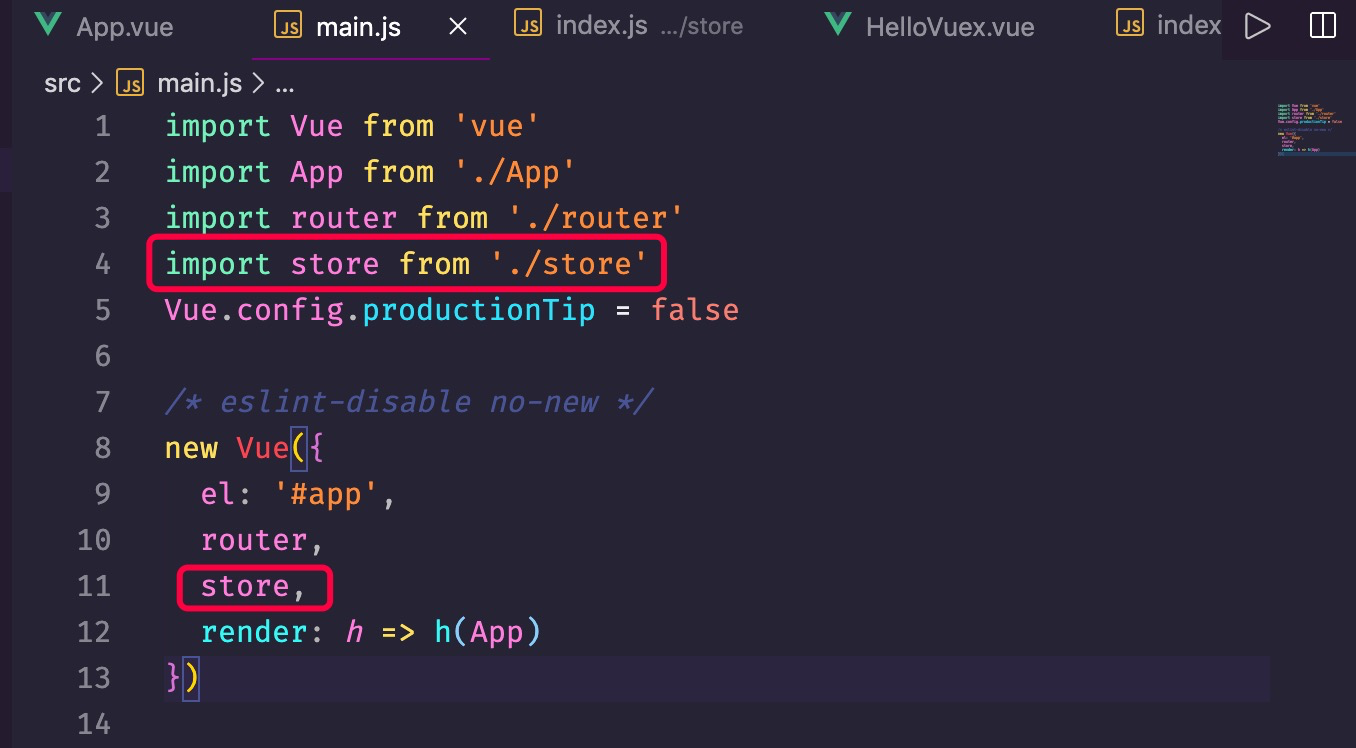 App.vue JS main.js × JS index.js .../store HelloVuex.vue JS index
src > JS main.js > ...
1 import Vue from 'vue'
2 import App from './App'
3 import router from './router'
4 import store from './store'
5 Vue.config.productionTip = false
6
7 /* eslint-disable no-new */
8 new Vue({
9   el: '#app',
10   router,
11   store,
12   render: h => h(App)
13 })
14